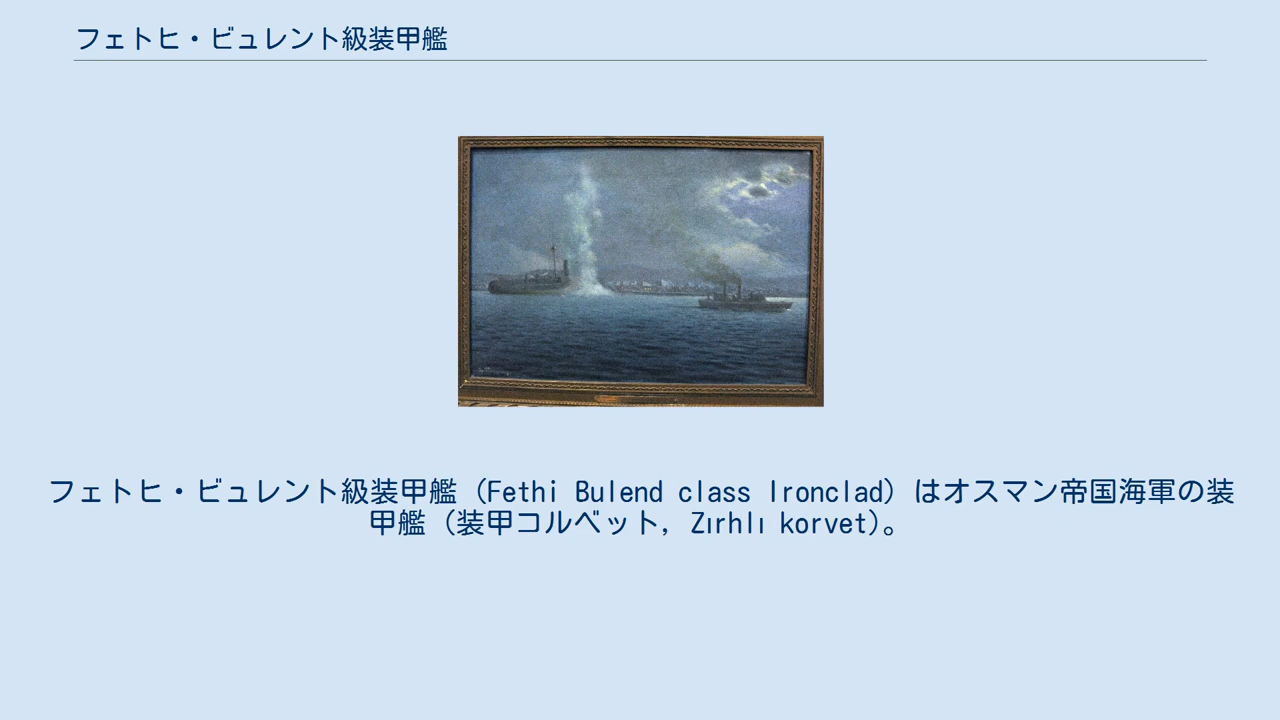 フェトヒ・ビュレント級装甲艦
フェトヒ・ビュレント級装甲艦（Fethi Bulend class Ironclad）はオスマン帝国海軍の装
甲艦（装甲コルベット, Zırhlı korvet）。